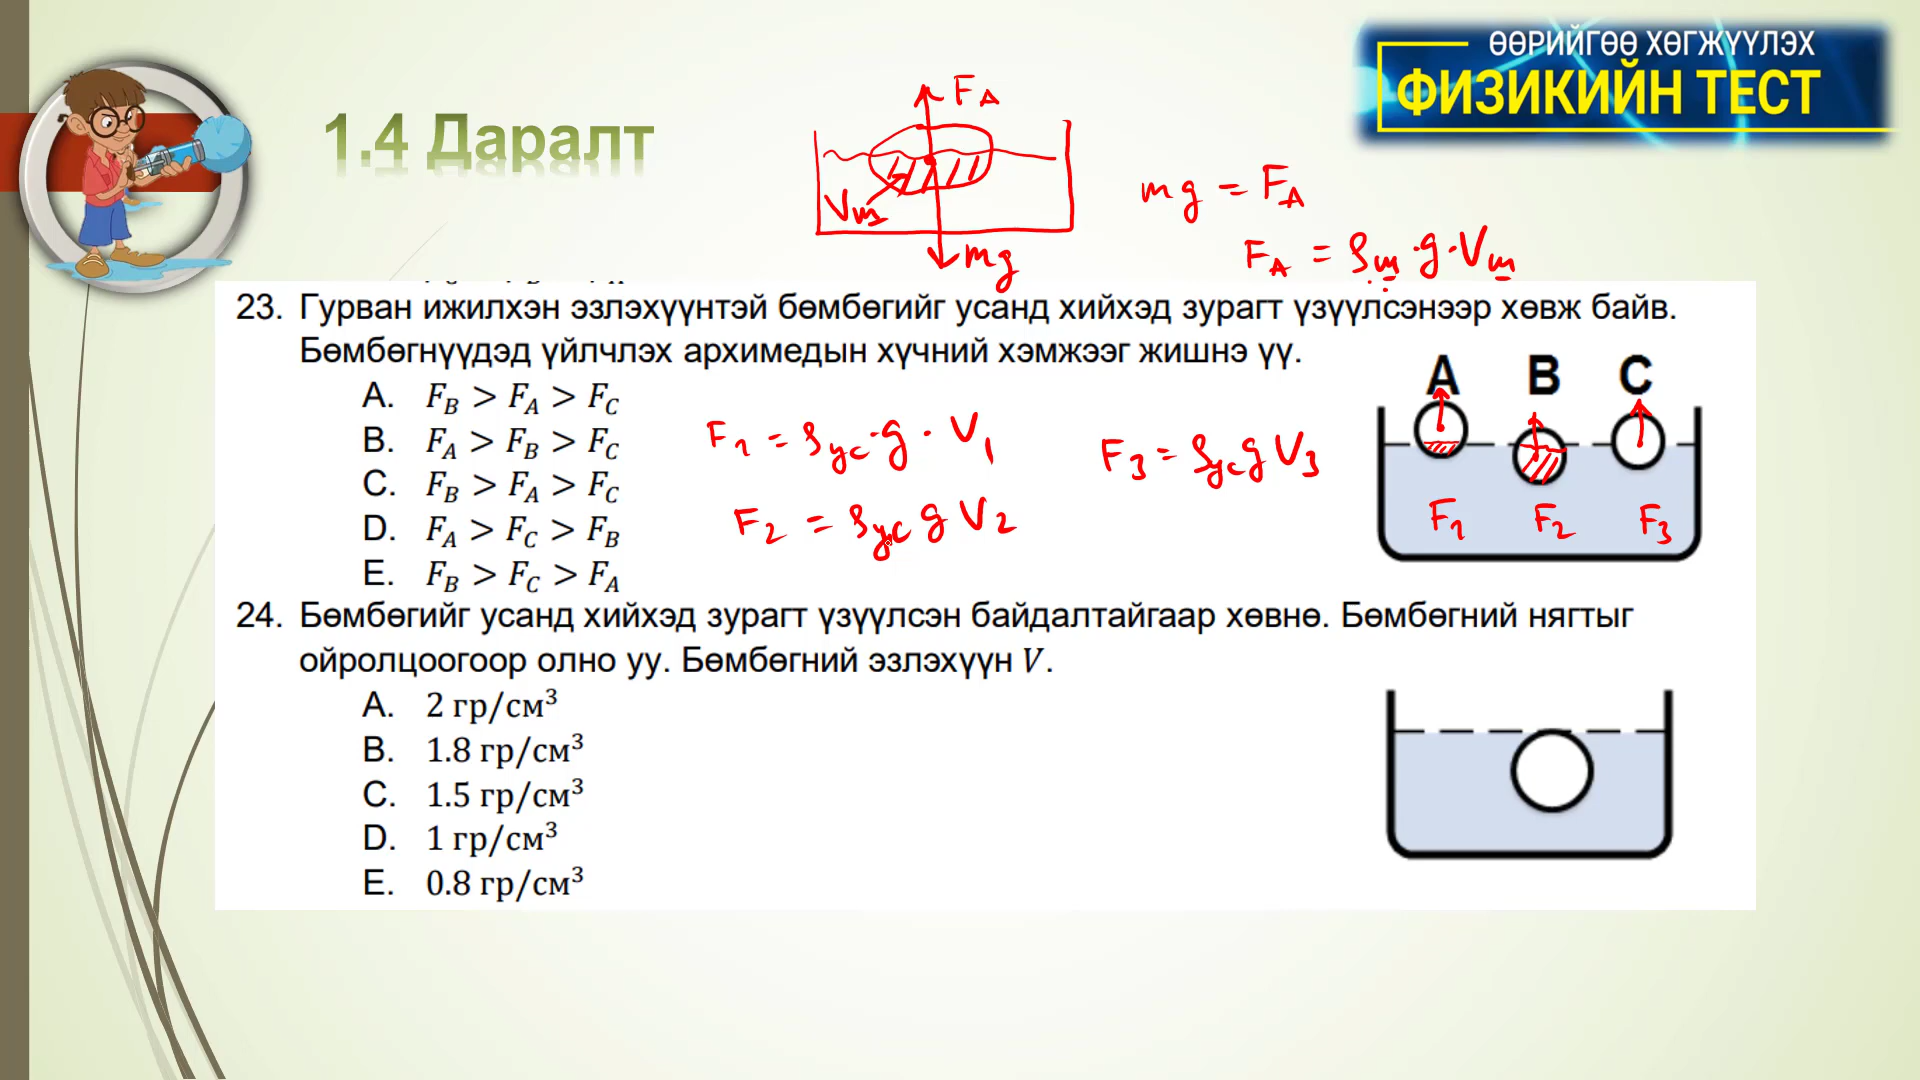 ӨӨРИЙГӨӨ ХӨГЖҮҮЛЭХ
ФИЗИКИЙН ТЕСТ
1.4 Даралт
F_A
V_m
mg
mg = F_A
F_A = ρ_m · g · V_m
23. Гурван ижилхэн эзлэхүүнтэй бөмбөгийг усанд хийхэд зурагт үзүүлсэнээр хөвж байв.
Бөмбөгнүүдэд үйлчлэх архимедын хүчний хэмжээг жишнэ үү.
A. F_B > F_A > F_C
B. F_A > F_B > F_C
C. F_B > F_A > F_C
D. F_A > F_C > F_B
E. F_B > F_C > F_A
F_1 = ρ_ус · g · V_1
F_2 = ρ_ус g V_2
F_3 = ρ_ус g V_3
A B C
F_1 F_2 F_3
24. Бөмбөгийг усанд хийхэд зурагт үзүүлсэн байдалтайгаар хөвнө. Бөмбөгний нягтыг
ойролцоогоор олно уу. Бөмбөгний эзлэхүүн V.
A. 2 гр/см³
B. 1.8 гр/см³
C. 1.5 гр/см³
D. 1 гр/см³
E. 0.8 гр/см³